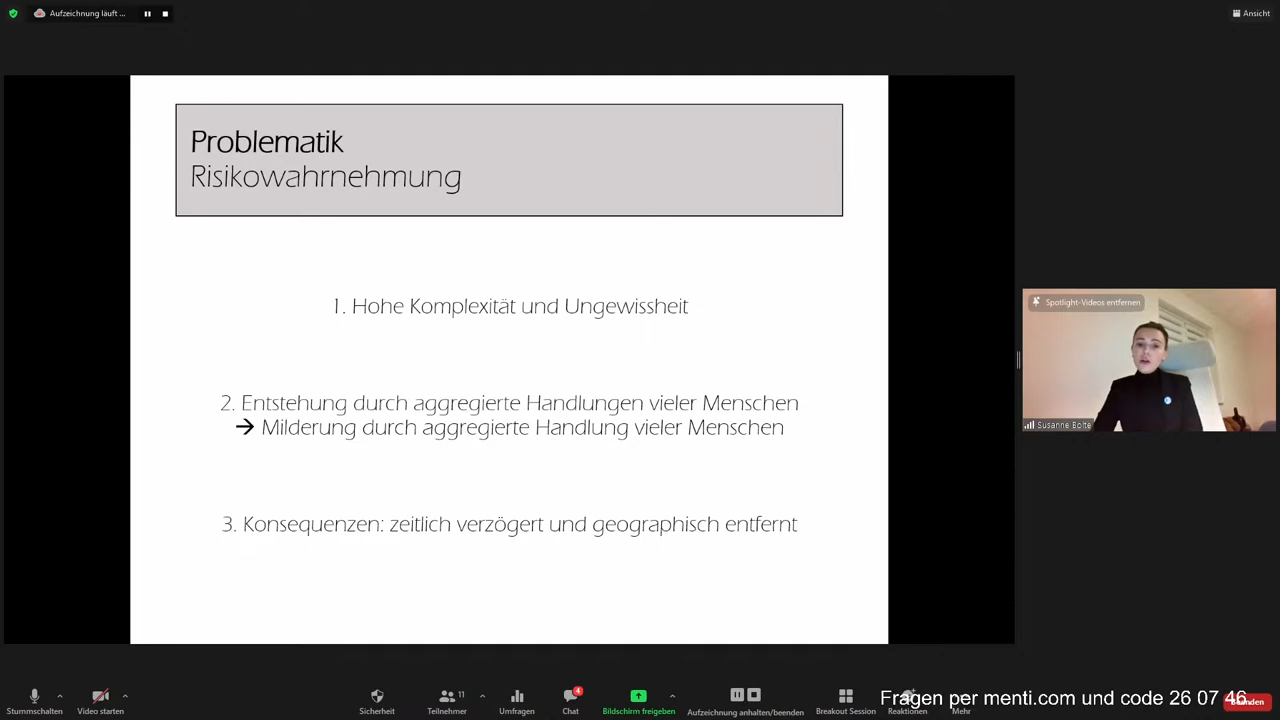 Aufzeichnung läuft ...
Ansicht
Problematik
Risikowahrnehmung
1. Hohe Komplexität und Ungewissheit
2. Entstehung durch aggregierte Handlungen vieler Menschen
→ Milderung durch aggregierte Handlung vieler Menschen
3. Konsequenzen: zeitlich verzögert und geographisch entfernt
Spotlight-Videos entfernen
Susanne Bolte
Stummschalten
Video starten
Sicherheit
11
Teilnehmer
Umfragen
4
Chat
Bildschirm freigeben
Aufzeichnung anhalten/beenden
Breakout Session
Reaktionen
Mehr
Beenden
Fragen per menti.com und code 26 07 46